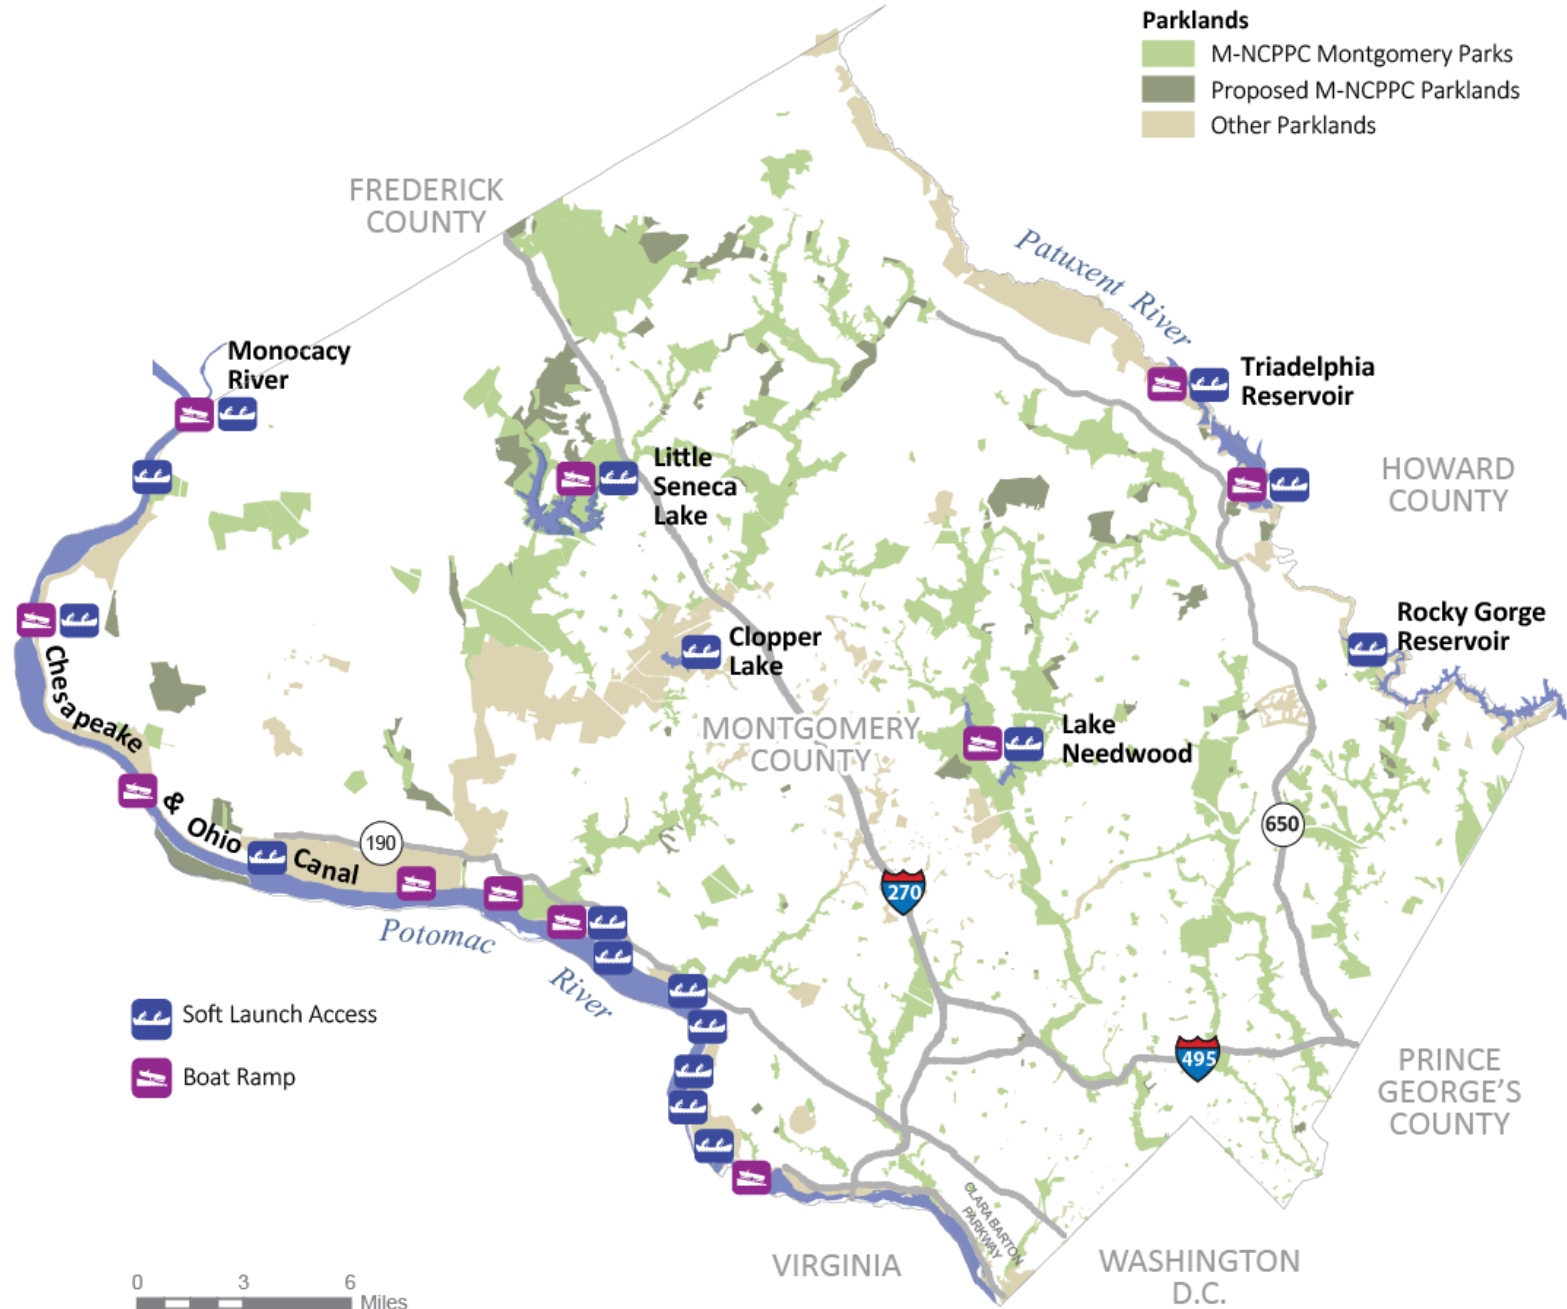 Parklands
M-NCPPC Montgomery Parks
Proposed M-NCPPC Parklands
Other Parklands
FREDERICK
COUNTY
Patuxent River
Monocacy
River
Triadelphia
Reservoir
Little
Seneca
Lake
HOWARD
COUNTY
Rocky Gorge
Reservoir
Clopper
Lake
Chesapeake
& Ohio
Canal
MONTGOMERY
COUNTY
Lake
Needwood
650
190
270
Potomac
River
Soft Launch Access
Boat Ramp
495
PRINCE
GEORGE'S
COUNTY
CLARA BARTON
PARKWAY
VIRGINIA
WASHINGTON
D.C.
0 3 6
Miles